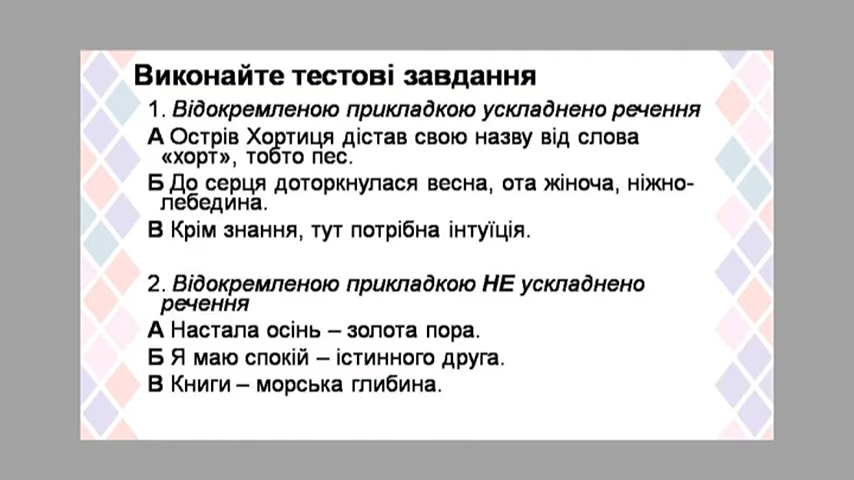 Виконайте тестові завдання
1. Відокремленою прикладкою ускладнено речення
А Острів Хортиця дістав свою назву від слова
«хорт», тобто пес.
Б До серця доторкнулася весна, ота жіноча, ніжно-
лебедина.
В Крім знання, тут потрібна інтуїція.
2. Відокремленою прикладкою НЕ ускладнено
речення
А Настала осінь – золота пора.
Б Я маю спокій – істинного друга.
В Книги – морська глибина.